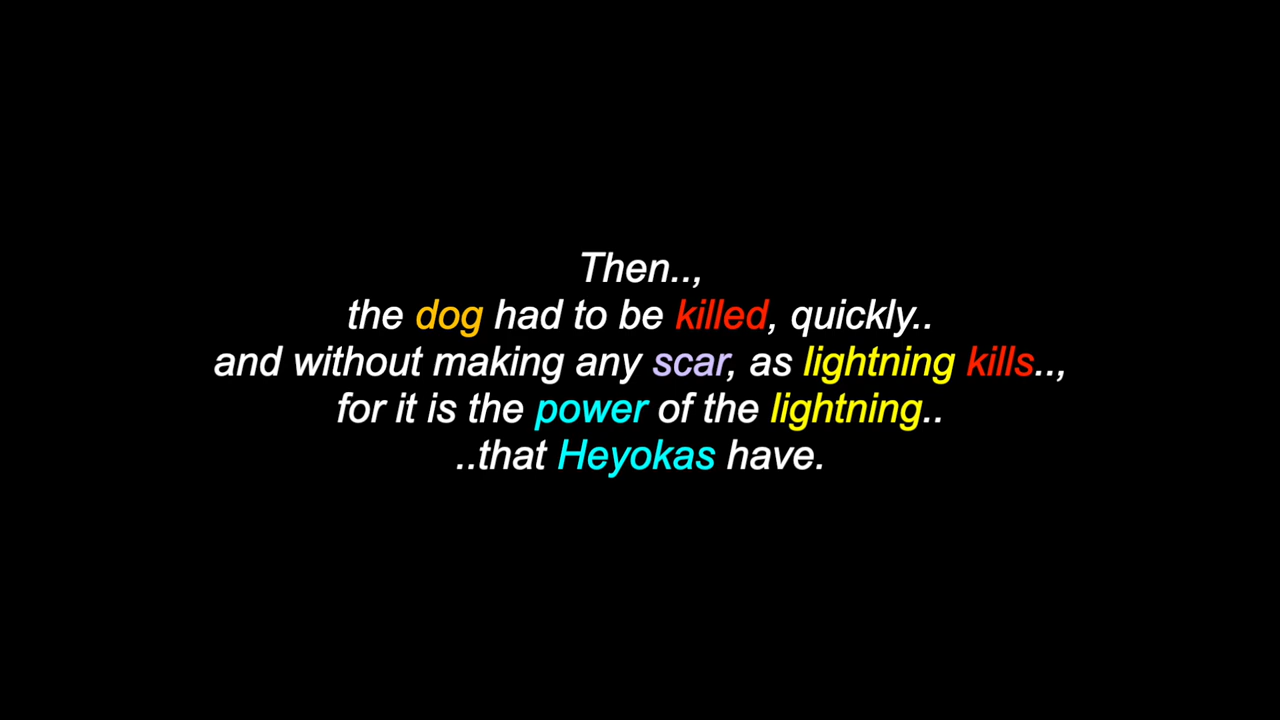 Then..,
the dog had to be killed, quickly..
and without making any scar, as lightning kills..,
for it is the power of the lightning..
..that Heyokas have.